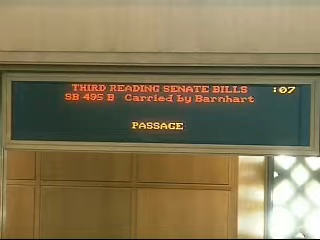 THIRD READING SENATE BILLS :07
SB 495 B Carried by Barnhart
PASSAGE